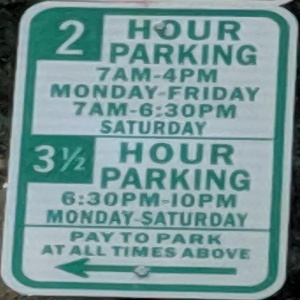 2 HOUR
PARKING
7AM-4PM
MONDAY-FRIDAY
7AM-6:30PM
SATURDAY
3½ HOUR
PARKING
6:30PM-10PM
MONDAY-SATURDAY
PAY TO PARK
AT ALL TIMES ABOVE